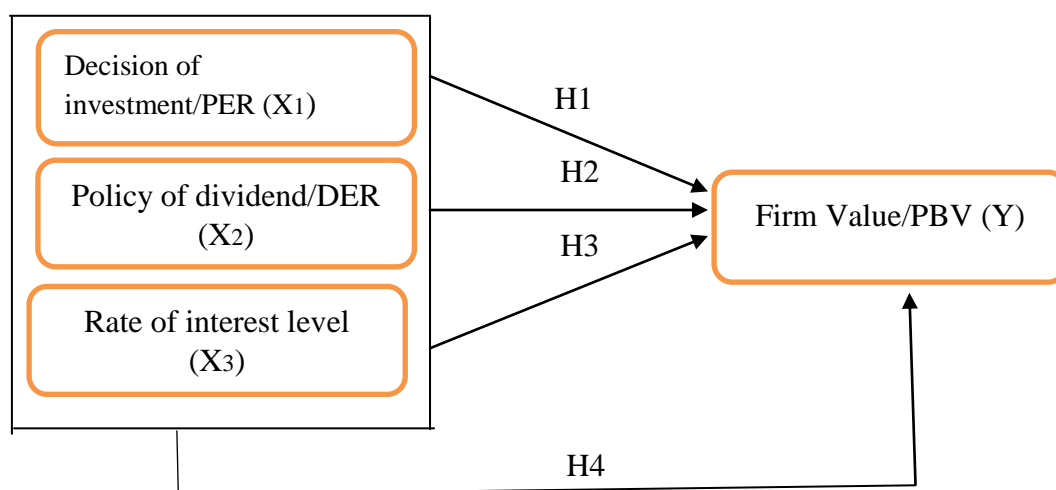 Decision of
investment/PER (X1)
H1
H2
Policy of dividend/DER
(X2)
Firm Value/PBV (Y)
H3
Rate of interest level
(X3)
H4